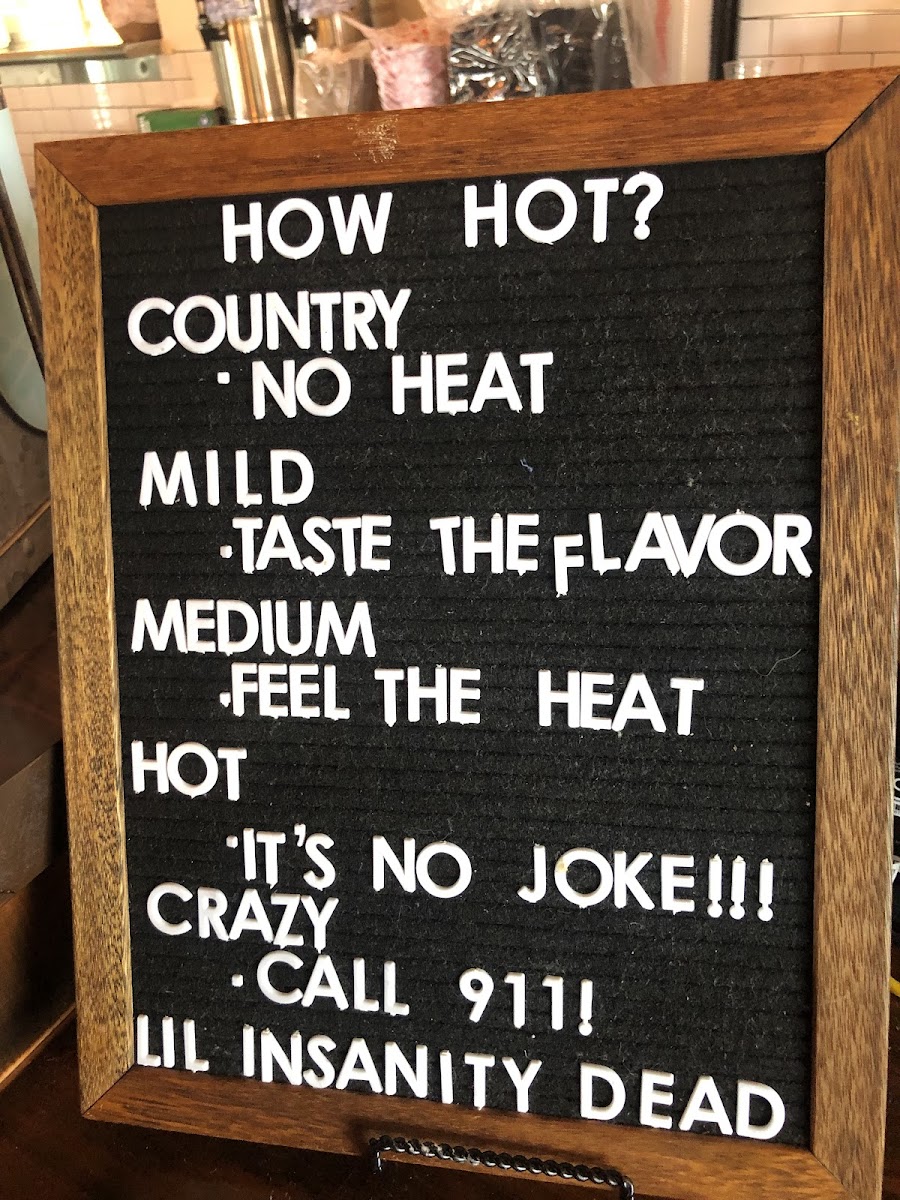 HOW HOT?
COUNTRY
· NO HEAT
MILD
·TASTE THE FLAVOR
MEDIUM
·FEEL THE HEAT
HOT
·IT'S NO JOKE!!!
CRAZY
·CALL 911!
LIL INSANITY DEAD